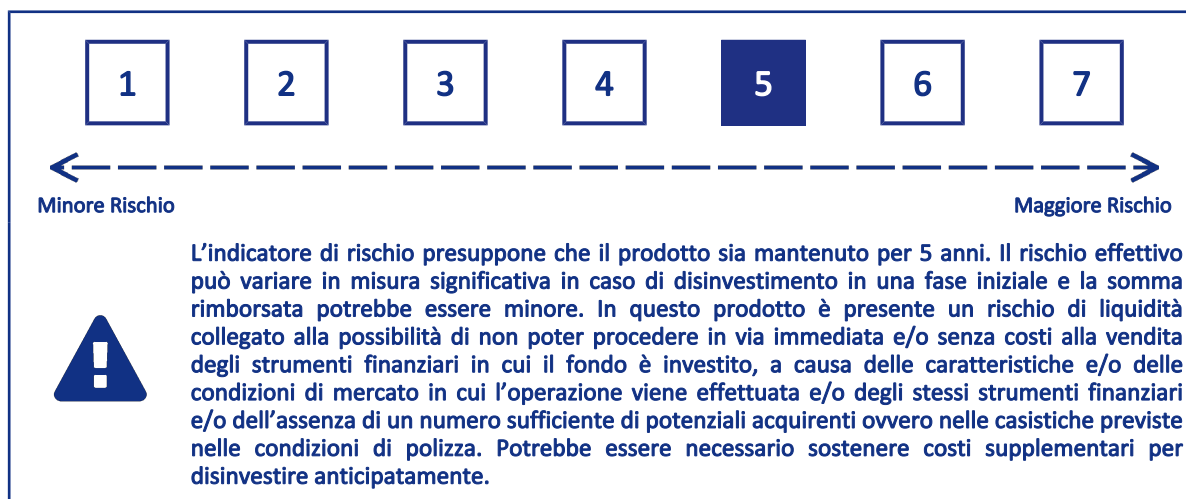 1 2 3 4 5 6 7
Minore Rischio Maggiore Rischio
L’indicatore di rischio presuppone che il prodotto sia mantenuto per 5 anni. Il rischio effettivo
può variare in misura significativa in caso di disinvestimento in una fase iniziale e la somma
rimborsata potrebbe essere minore. In questo prodotto è presente un rischio di liquidità
collegato alla possibilità di non poter procedere in via immediata e/o senza costi alla vendita
degli strumenti finanziari in cui il fondo è investito, a causa delle caratteristiche e/o delle
condizioni di mercato in cui l’operazione viene effettuata e/o degli stessi strumenti finanziari
e/o dell’assenza di un numero sufficiente di potenziali acquirenti ovvero nelle casistiche previste
nelle condizioni di polizza. Potrebbe essere necessario sostenere costi supplementari per
disinvestire anticipatamente.